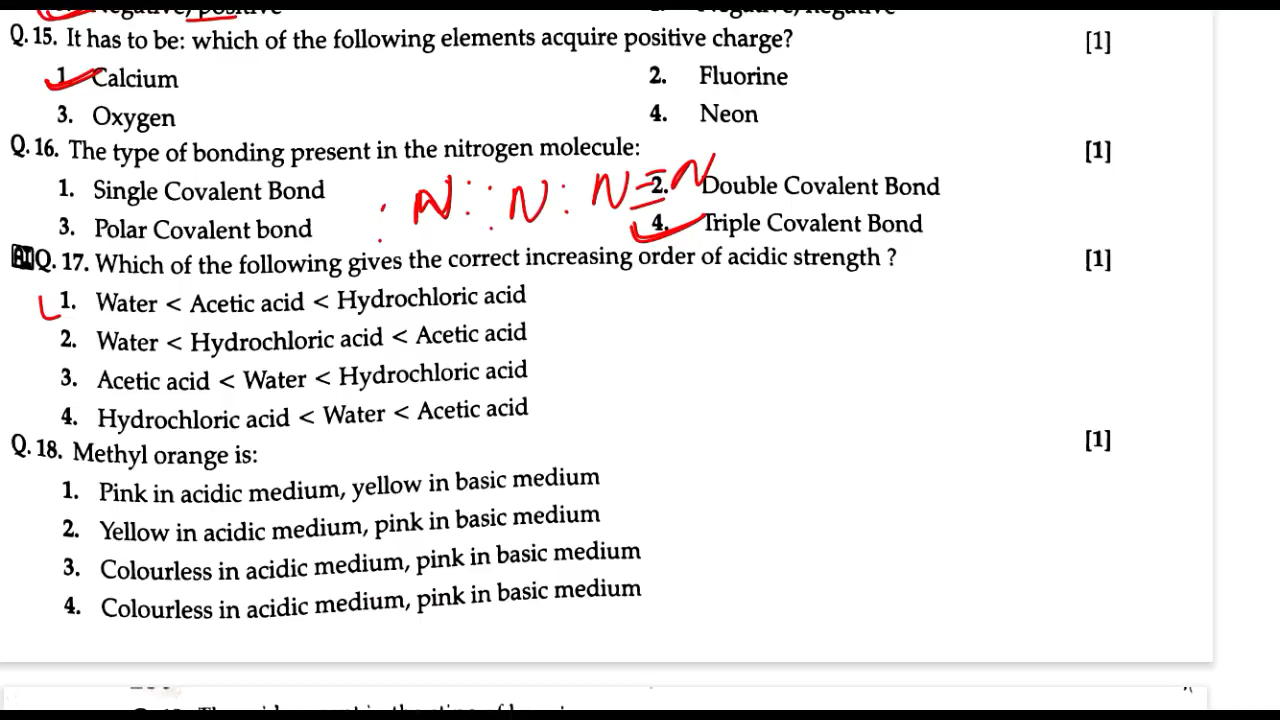 Q.15. It has to be: which of the following elements acquire positive charge? [1]
1. Calcium 2. Fluorine
3. Oxygen 4. Neon
Q.16. The type of bonding present in the nitrogen molecule: [1]
1. Single Covalent Bond 2. Double Covalent Bond
: N ⋮⋮ N : N≡N
3. Polar Covalent bond 4. Triple Covalent Bond
AI Q. 17. Which of the following gives the correct increasing order of acidic strength ? [1]
1. Water < Acetic acid < Hydrochloric acid
2. Water < Hydrochloric acid < Acetic acid
3. Acetic acid < Water < Hydrochloric acid
4. Hydrochloric acid < Water < Acetic acid
Q. 18. Methyl orange is: [1]
1. Pink in acidic medium, yellow in basic medium
2. Yellow in acidic medium, pink in basic medium
3. Colourless in acidic medium, pink in basic medium
4. Colourless in acidic medium, pink in basic medium